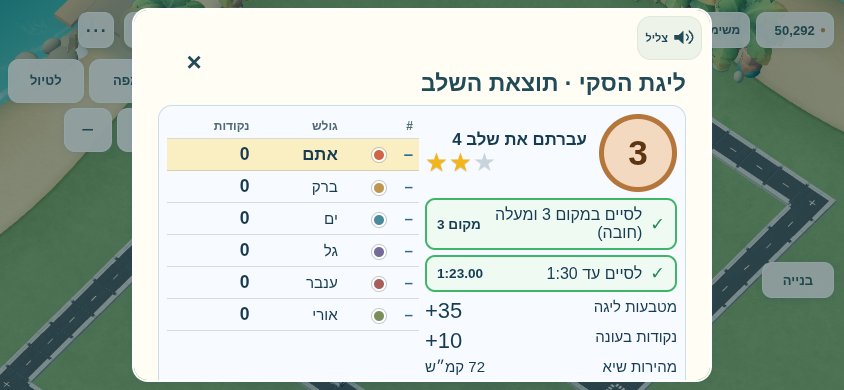 צליל
×
ליגת הסקי · תוצאת השלב
3
עברתם את שלב 4
✓ לסיים במקום 3 ומעלה (חובה) מקום 3
✓ לסיים עד 1:30 1:23.00
מטבעות ליגה +35
נקודות בעונה +10
מהירות שיא 72 קמ״ש
# גולש נקודות
– אתם 0
– ברק 0
– ים 0
– גל 0
– ענבר 0
– אורי 0
50,292
...
לטיול
–
בנייה